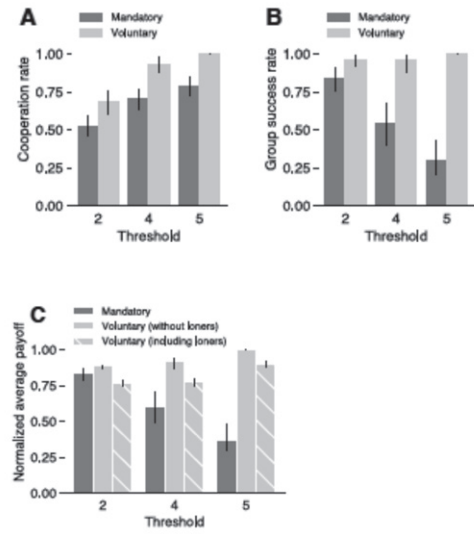 A
Mandatory
Voluntary
Cooperation rate
1.00
0.75
0.50
0.25
0.00
2 4 5
Threshold
B
Mandatory
Voluntary
Group success rate
1.00
0.75
0.50
0.25
0.00
2 4 5
Threshold
C
Mandatory
Voluntary (without loners)
Voluntary (including loners)
Normalized average payoff
1.00
0.75
0.50
0.25
0.00
2 4 5
Threshold